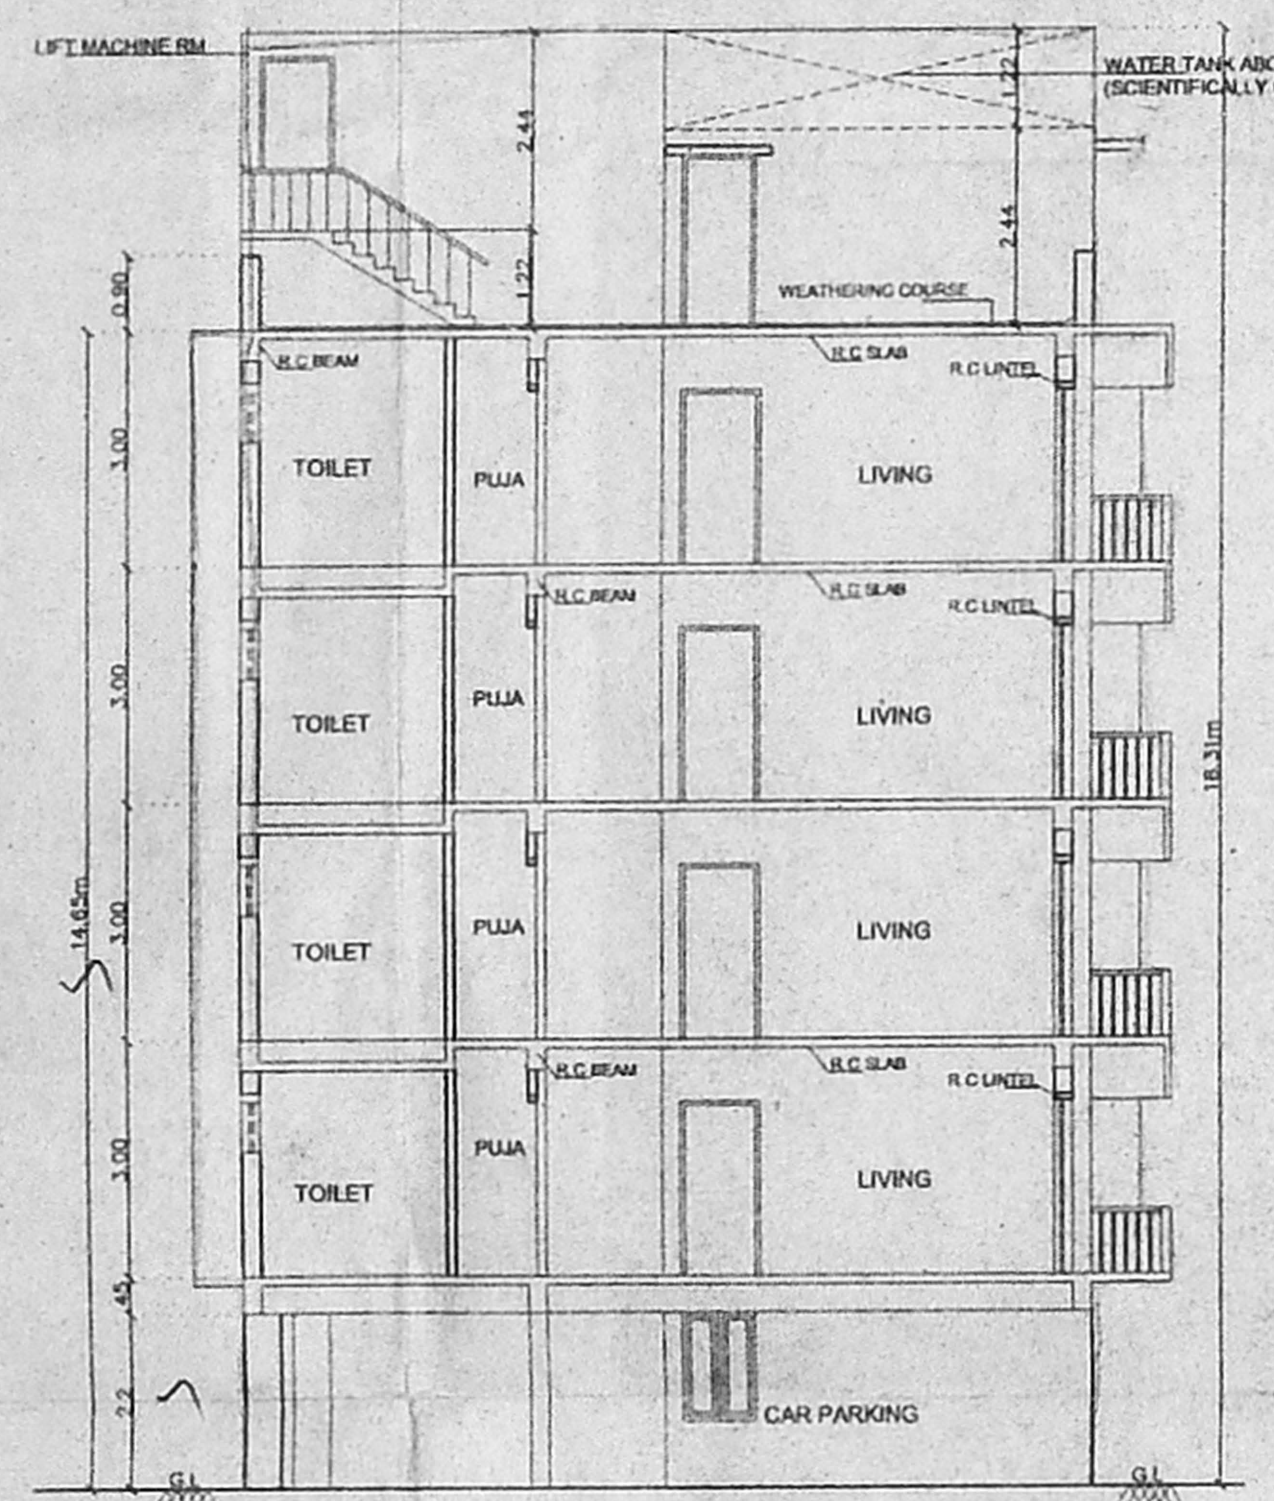 LIFT MACHINE RM
WATER TANK ABO
(SCIENTIFICALLY
1.22
2.44
2.44
1.22
0.90
WEATHERING COURSE
R.C BEAM
R.C SLAB
R.C LINTEL
3.00
TOILET
PUJA
LIVING
R.C BEAM
R.C SLAB
R.C LINTEL
3.00
TOILET
PUJA
LIVING
18.31m
14.65m
3.00
TOILET
PUJA
LIVING
R.C BEAM
R.C SLAB
R.C LINTEL
3.00
TOILET
PUJA
LIVING
.45
2.2
CAR PARKING
G.L
G.L